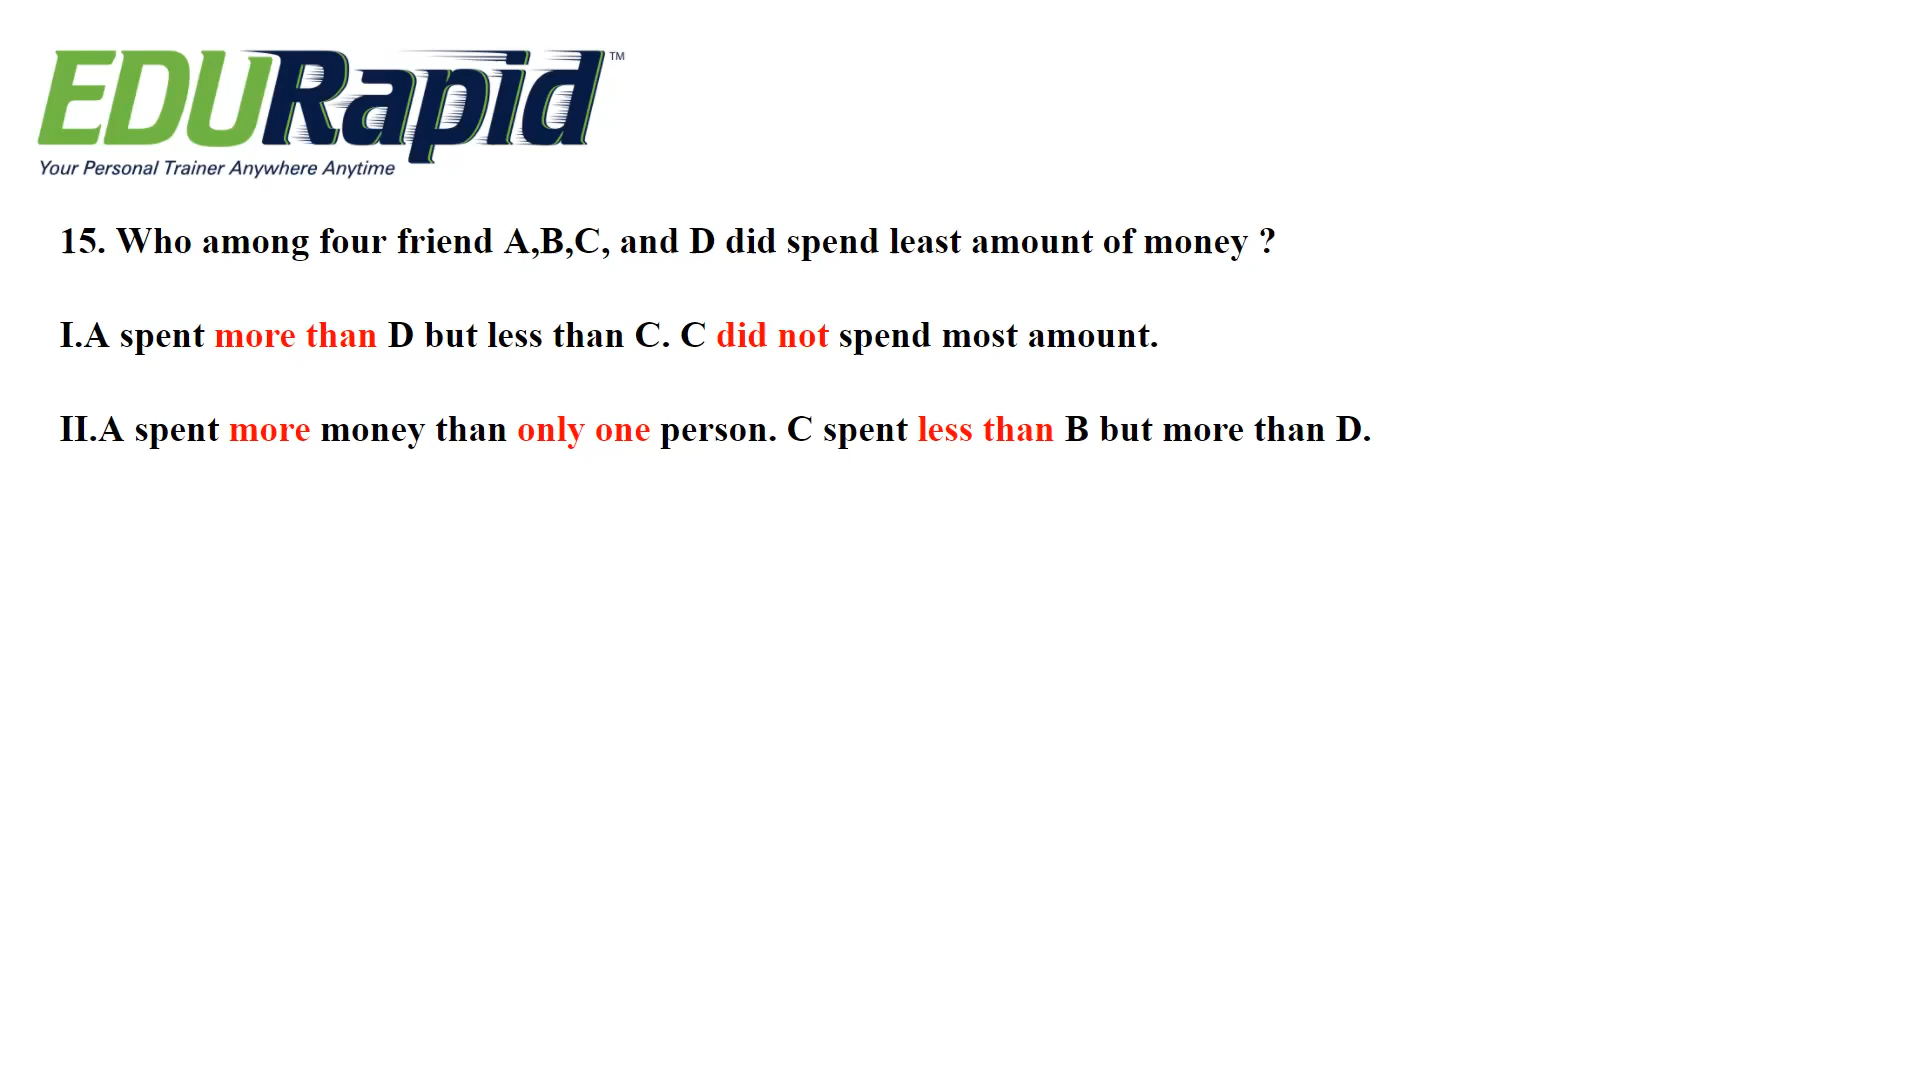 EDURapid™
Your Personal Trainer Anywhere Anytime
15. Who among four friend A,B,C, and D did spend least amount of money ?
I.A spent more than D but less than C. C did not spend most amount.
II.A spent more money than only one person. C spent less than B but more than D.